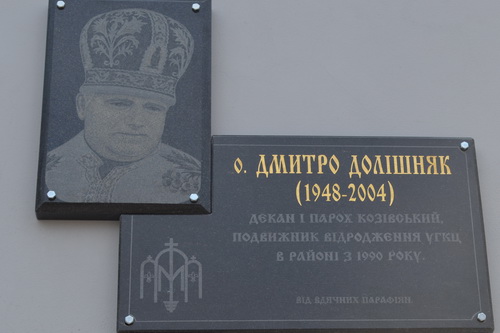 о. ДМИТРО ДОЛІШНЯК
(1948-2004)
ДЕКАН І ПАРОХ КОЗІВСЬКИЙ,
ПОДВИЖНИК ВІДРОДЖЕННЯ УГКЦ
В РАЙОНІ З 1990 РОКУ.
ВІД ВДЯЧНИХ ПАРАФІЯН